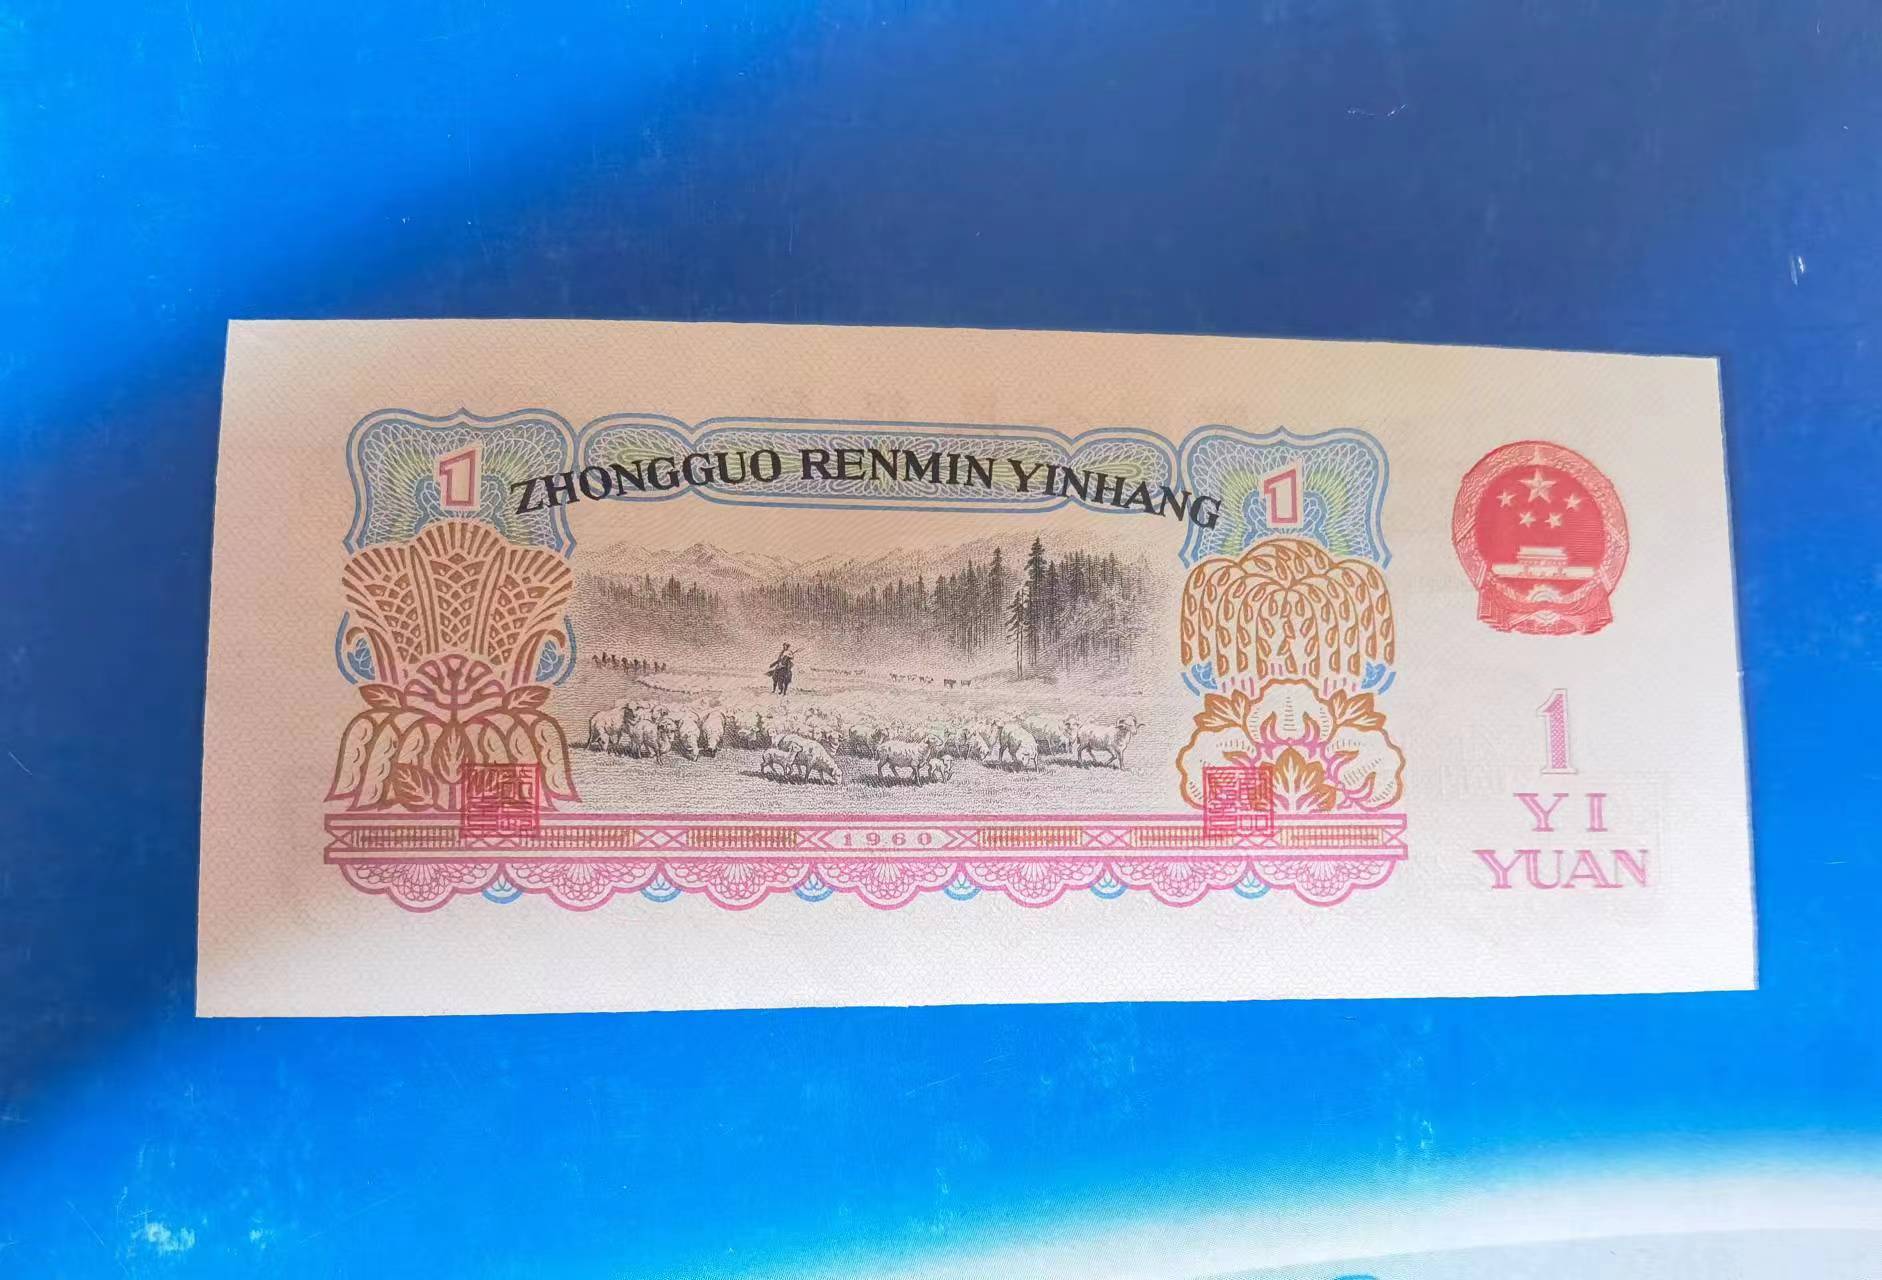 1
ZHONGGUO RENMIN YINHANG
1
1960
1
YI
YUAN